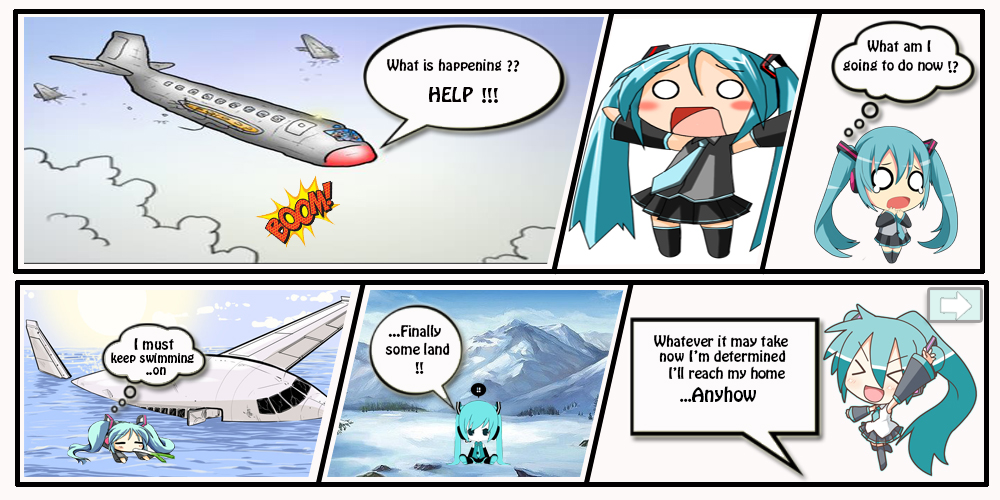 What is happening ??
HELP !!!
BOOM!
What am I
going to do now !?
I must
keep swimming
..on
...Finally
some land
!!
!!
Whatever it may take
now I'm determined
I'll reach my home
...Anyhow